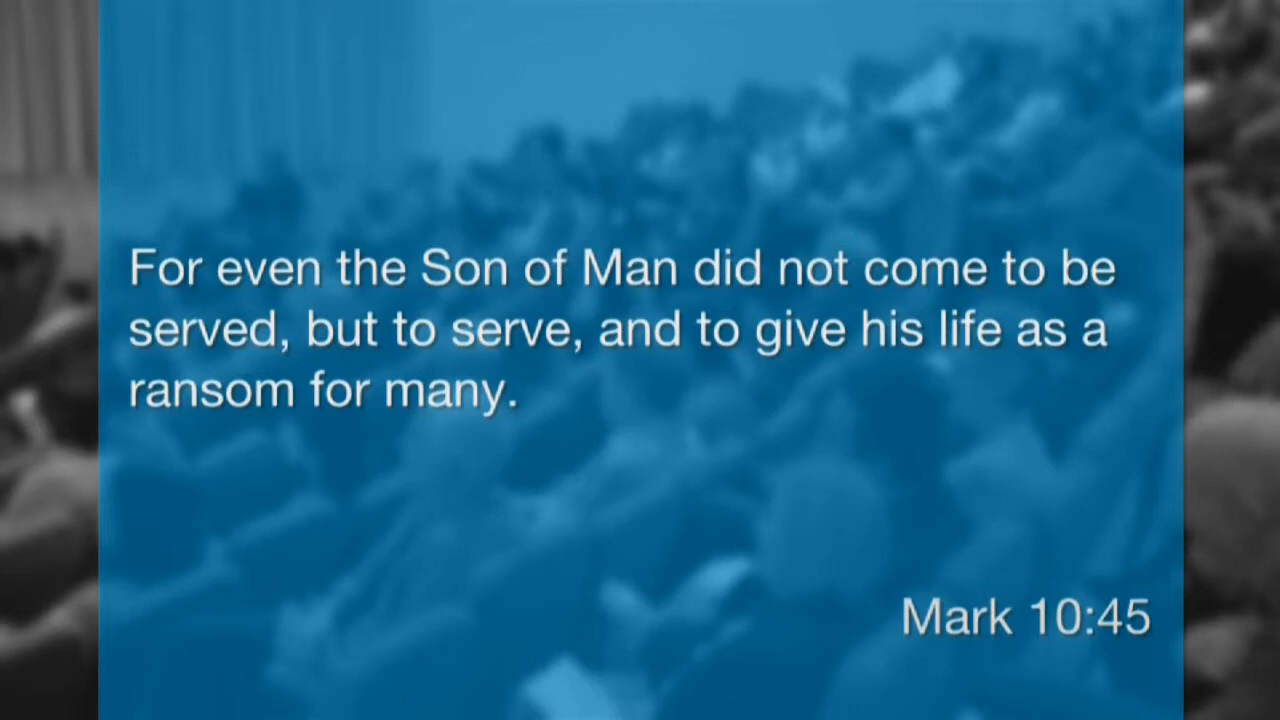 For even the Son of Man did not come to be
served, but to serve, and to give his life as a
ransom for many.
Mark 10:45